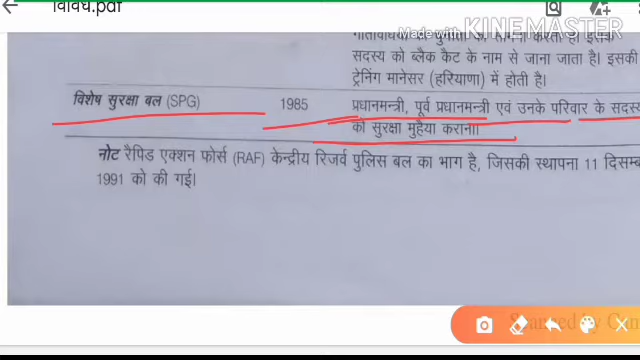 विविध.pdf
Made with KINEMASTER
सदस्य को ब्लैक कैट के नाम से जाना जाता है। इसकी
ट्रेनिंग मानेसर (हरियाणा) में होती है।
विशेष सुरक्षा बल (SPG) 1985 प्रधानमन्त्री, पूर्व प्रधानमन्त्री एवं उनके परिवार के सदस्य
को सुरक्षा मुहैया कराना।
नोट रैपिड एक्शन फोर्स (RAF) केन्द्रीय रिजर्व पुलिस बल का भाग है, जिसकी स्थापना 11 दिसम्ब
1991 को की गई।